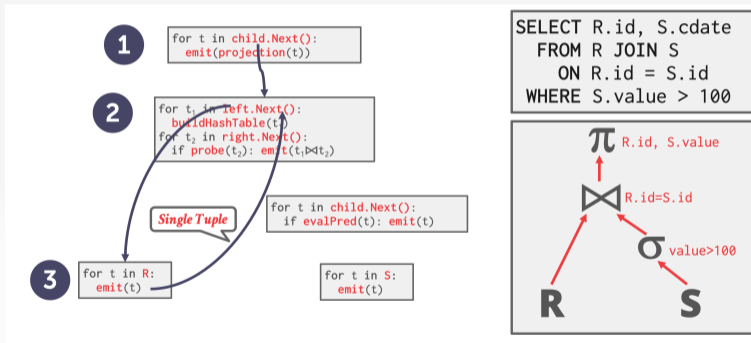 1
for t in child.Next():
emit(projection(t))
2
for t₁ in left.Next():
buildHashTable(t₁)
for t₂ in right.Next():
if probe(t₂): emit(t₁⋈t₂)
Single Tuple
for t in child.Next():
if evalPred(t): emit(t)
3
for t in R:
emit(t)
for t in S:
emit(t)
SELECT R.id, S.cdate
FROM R JOIN S
ON R.id = S.id
WHERE S.value > 100
π R.id, S.value
⋈ R.id=S.id
σ value>100
R S